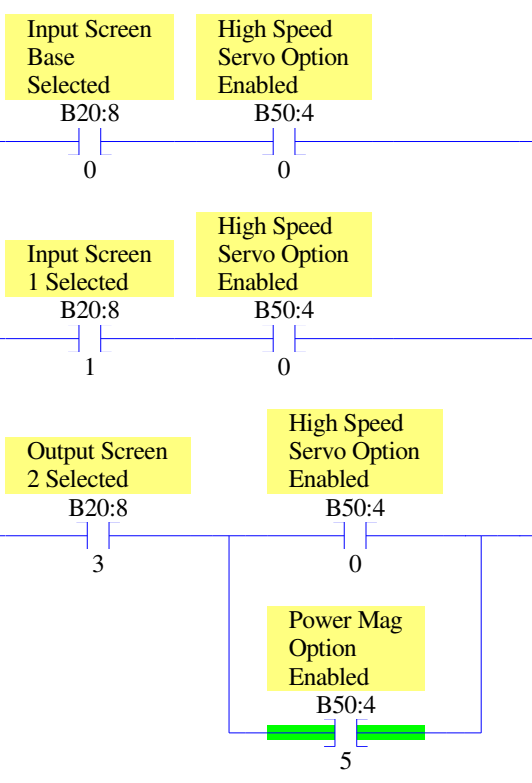 Input Screen
Base
Selected
B20:8
0
High Speed
Servo Option
Enabled
B50:4
0
Input Screen
1 Selected
B20:8
1
High Speed
Servo Option
Enabled
B50:4
0
Output Screen
2 Selected
B20:8
3
High Speed
Servo Option
Enabled
B50:4
0
Power Mag
Option
Enabled
B50:4
5